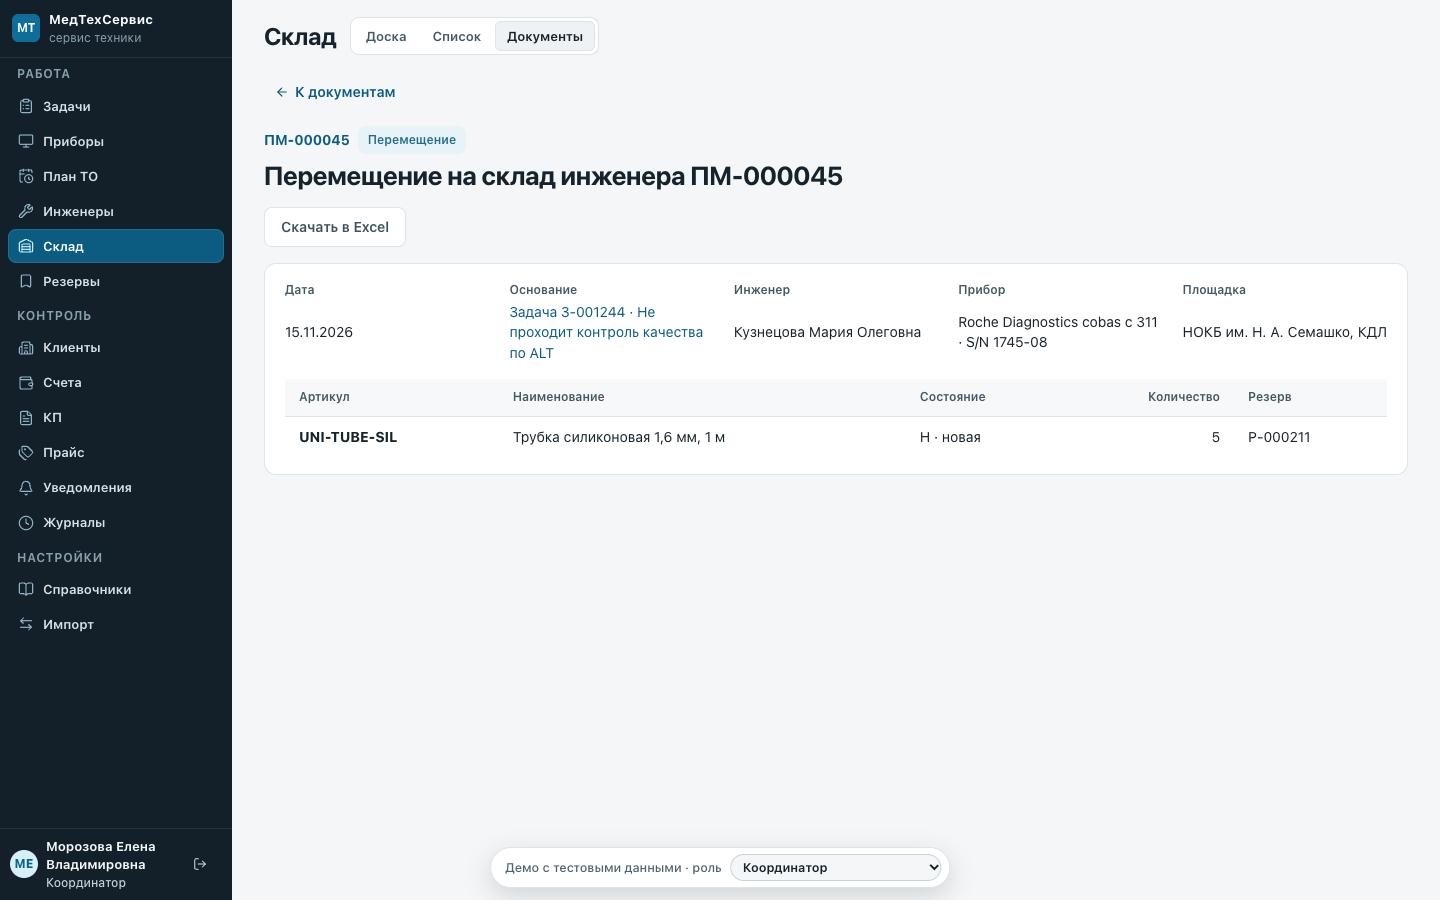 МТ
МедТехСервис
сервис техники
РАБОТА
Задачи
Приборы
План ТО
Инженеры
Склад
Резервы
КОНТРОЛЬ
Клиенты
Счета
КП
Прайс
Уведомления
Журналы
НАСТРОЙКИ
Справочники
Импорт
МЕ
Морозова Елена
Владимировна
Координатор
Склад
Доска
Список
Документы
← К документам
ПМ-000045
Перемещение
Перемещение на склад инженера ПМ-000045
Скачать в Excel
Дата
15.11.2026
Основание
Задача З-001244 · Не
проходит контроль качества
по ALT
Инженер
Кузнецова Мария Олеговна
Прибор
Roche Diagnostics cobas c 311
· S/N 1745-08
Площадка
НОКБ им. Н. А. Семашко, КДЛ
Артикул Наименование Состояние Количество Резерв
UNI-TUBE-SIL Трубка силиконовая 1,6 мм, 1 м Н · новая 5 Р-000211
Демо с тестовыми данными · роль Координатор